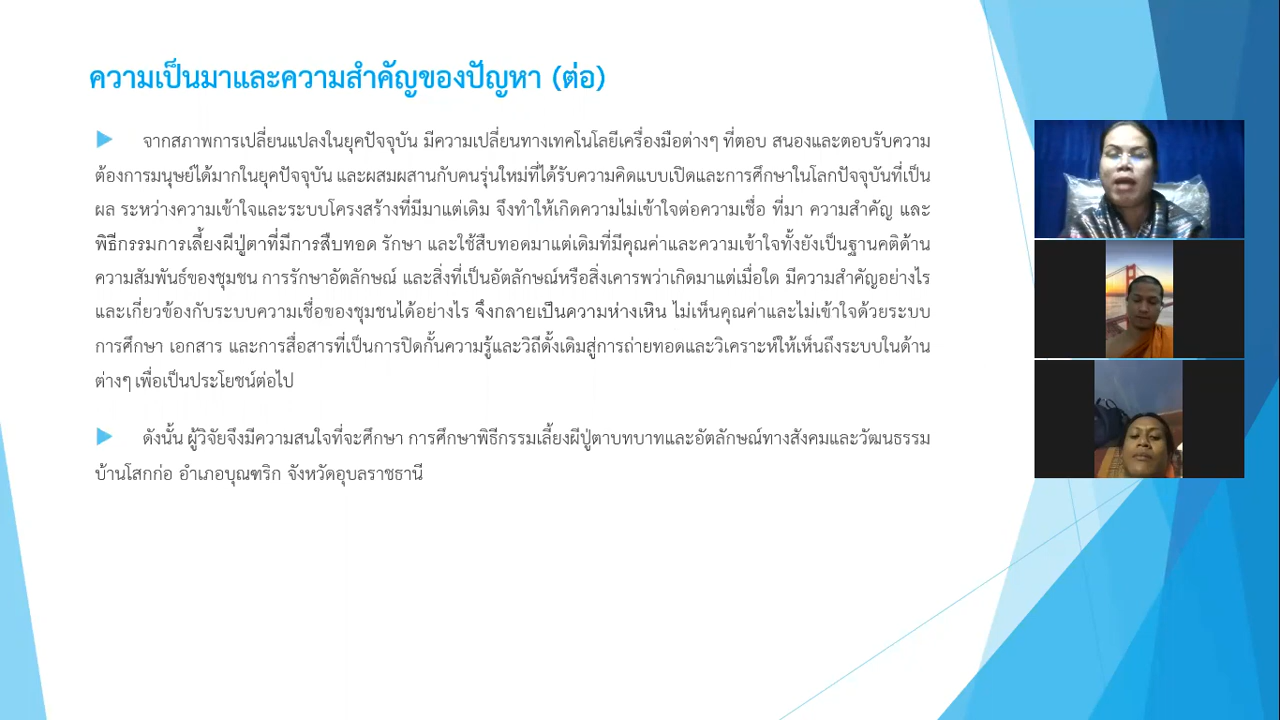 ความเป็นมาและความสำคัญของปัญหา (ต่อ)
จากสภาพการเปลี่ยนแปลงในยุคปัจจุบัน มีความเปลี่ยนทางเทคโนโลยีเครื่องมือต่างๆ ที่ตอบ สนองและตอบรับความ
ต้องการมนุษย์ได้มากในยุคปัจจุบัน และผสมผสานกับคนรุ่นใหม่ที่ได้รับความคิดแบบเปิดและการศึกษาในโลกปัจจุบันที่เป็น
ผล ระหว่างความเข้าใจและระบบโครงสร้างที่มีมาแต่เดิม จึงทำให้เกิดความไม่เข้าใจต่อความเชื่อ ที่มา ความสำคัญ และ
พิธีกรรมการเลี้ยงผีปู่ตาที่มีการสืบทอด รักษา และใช้สืบทอดมาแต่เดิมที่มีคุณค่าและความเข้าใจทั้งยังเป็นฐานคติด้าน
ความสัมพันธ์ของชุมชน การรักษาอัตลักษณ์ และสิ่งที่เป็นอัตลักษณ์หรือสิ่งเคารพว่าเกิดมาแต่เมื่อใด มีความสำคัญอย่างไร
และเกี่ยวข้องกับระบบความเชื่อของชุมชนได้อย่างไร จึงกลายเป็นความห่างเหิน ไม่เห็นคุณค่าและไม่เข้าใจด้วยระบบ
การศึกษา เอกสาร และการสื่อสารที่เป็นการปิดกั้นความรู้และวิถีดั้งเดิมสู่การถ่ายทอดและวิเคราะห์ให้เห็นถึงระบบในด้าน
ต่างๆ เพื่อเป็นประโยชน์ต่อไป
ดังนั้น ผู้วิจัยจึงมีความสนใจที่จะศึกษา การศึกษาพิธีกรรมเลี้ยงผีปู่ตาบทบาทและอัตลักษณ์ทางสังคมและวัฒนธรรม
บ้านโสกก่อ อำเภอบุณฑริก จังหวัดอุบลราชธานี